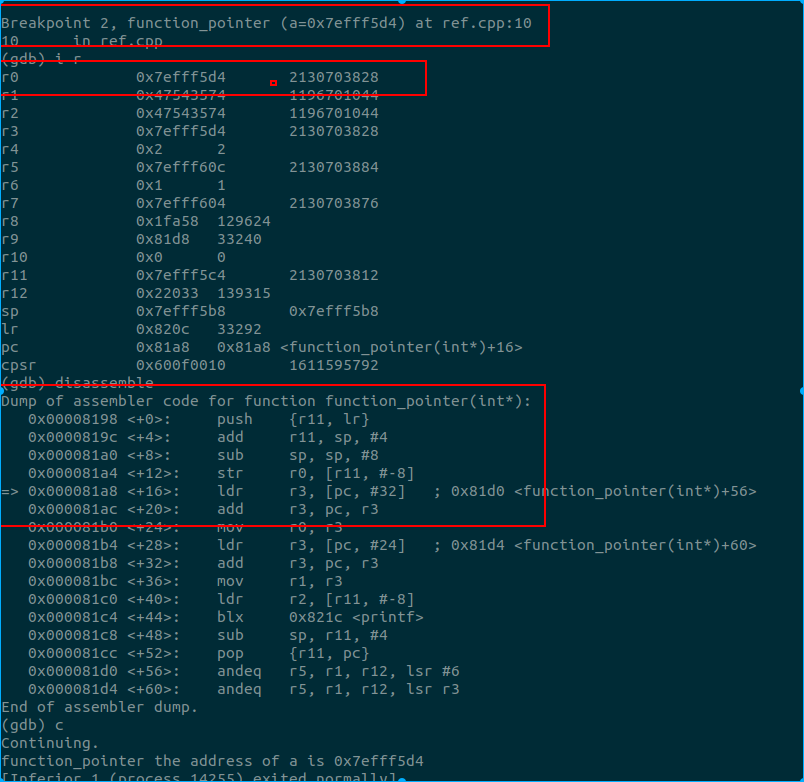 Breakpoint 2, function_pointer (a=0x7efff5d4) at ref.cpp:10
10 in ref.cpp
(gdb) i r
r0 0x7efff5d4 2130703828
r1 0x47543574 1196701044
r2 0x47543574 1196701044
r3 0x7efff5d4 2130703828
r4 0x2 2
r5 0x7efff60c 2130703884
r6 0x1 1
r7 0x7efff604 2130703876
r8 0x1fa58 129624
r9 0x81d8 33240
r10 0x0 0
r11 0x7efff5c4 2130703812
r12 0x22033 139315
sp 0x7efff5b8 0x7efff5b8
lr 0x820c 33292
pc 0x81a8 0x81a8 <function_pointer(int*)+16>
cpsr 0x600f0010 1611595792
(gdb) disassemble
Dump of assembler code for function function_pointer(int*):
0x00008198 <+0>: push {r11, lr}
0x0000819c <+4>: add r11, sp, #4
0x000081a0 <+8>: sub sp, sp, #8
0x000081a4 <+12>: str r0, [r11, #-8]
=> 0x000081a8 <+16>: ldr r3, [pc, #32] ; 0x81d0 <function_pointer(int*)+56>
0x000081ac <+20>: add r3, pc, r3
0x000081b0 <+24>: mov r0, r3
0x000081b4 <+28>: ldr r3, [pc, #24] ; 0x81d4 <function_pointer(int*)+60>
0x000081b8 <+32>: add r3, pc, r3
0x000081bc <+36>: mov r1, r3
0x000081c0 <+40>: ldr r2, [r11, #-8]
0x000081c4 <+44>: blx 0x821c <printf>
0x000081c8 <+48>: sub sp, r11, #4
0x000081cc <+52>: pop {r11, pc}
0x000081d0 <+56>: andeq r5, r1, r12, lsr #6
0x000081d4 <+60>: andeq r5, r1, r12, lsr r3
End of assembler dump.
(gdb) c
Continuing.
function_pointer the address of a is 0x7efff5d4
[Inferior 1 (process 14255) exited normally]